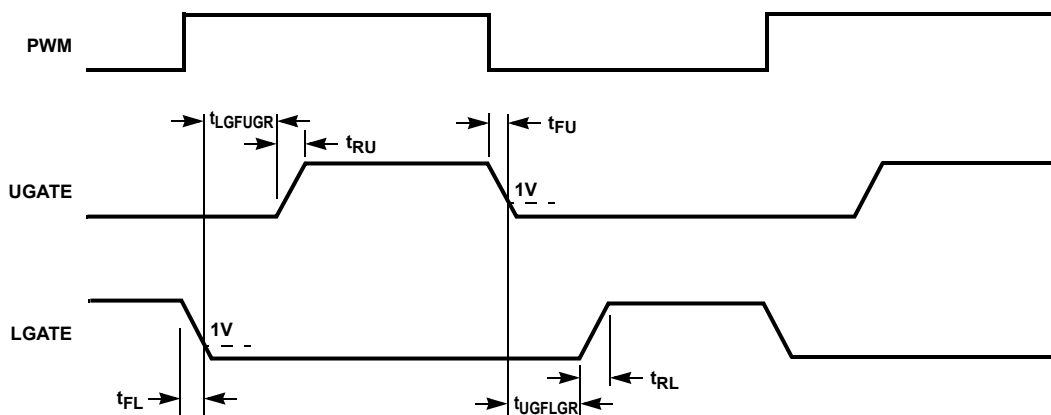 PWM
tLGFUGR
tRU
tFU
UGATE
1V
LGATE
1V
tFL
tUGFLGR
tRL